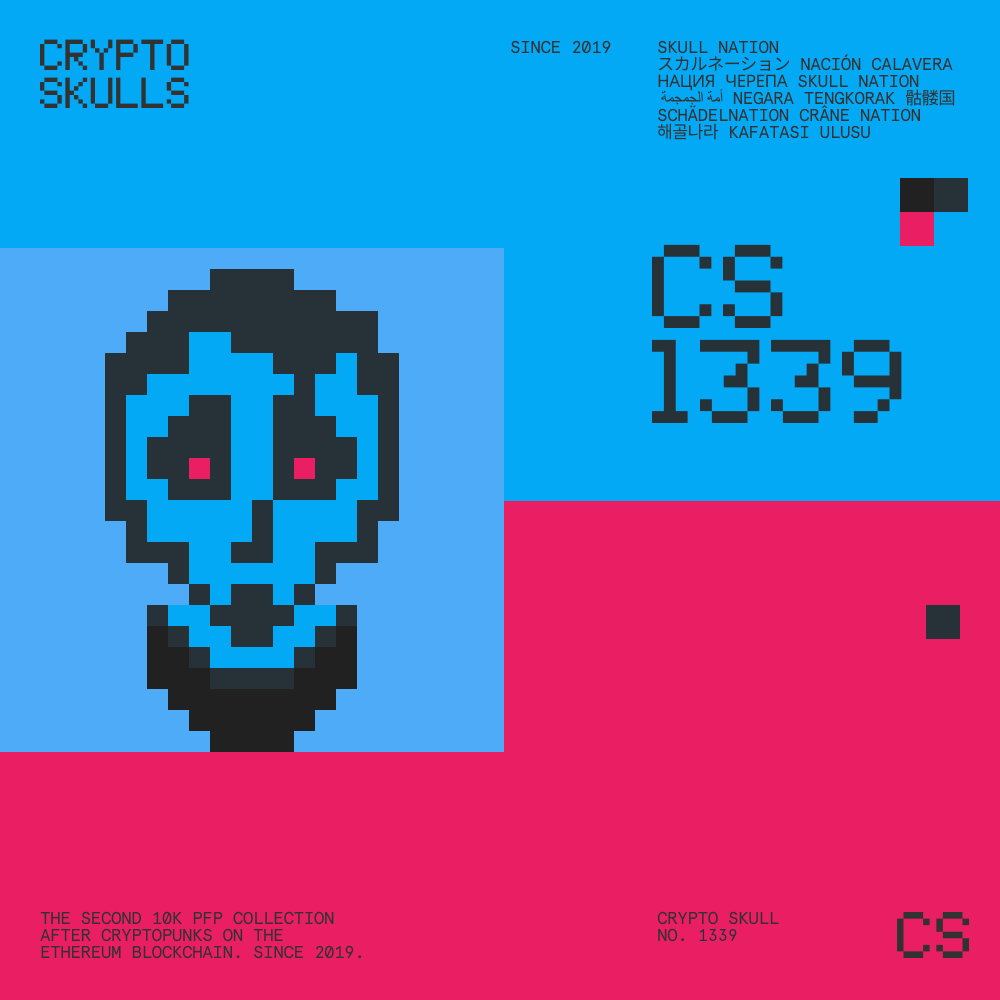 CRYPTO
SKULLS
SINCE 2019
SKULL NATION
スカルネーション NACIÓN CALAVERA
НАЦИЯ ЧЕРЕПА SKULL NATION
أمة الجمجمة NEGARA TENGKORAK 骷髅国
SCHÄDELNATION CRÂNE NATION
해골나라 KAFATASI ULUSU
CS
1339
THE SECOND 10K PFP COLLECTION
AFTER CRYPTOPUNKS ON THE
ETHEREUM BLOCKCHAIN. SINCE 2019.
CRYPTO SKULL
NO. 1339
CS